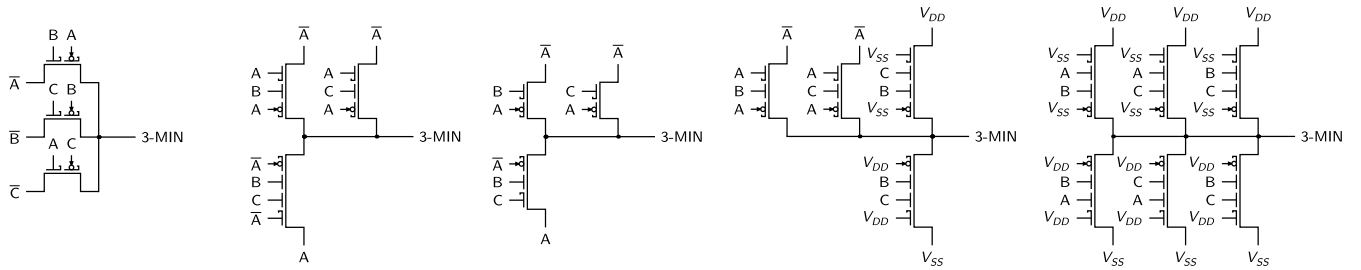 B A
A̅
C B
B̅
3-MIN
A C
C̅
A̅ A̅
A A
B C
A A
3-MIN
A̅
B
C
A̅
A
A̅ A̅
B C
A A
3-MIN
A̅
B
C
A
V_DD
A̅ A̅
V_SS
A A C
B C B
A A V_SS
3-MIN
V_DD
B
C
V_DD
V_SS
V_DD V_DD V_DD
V_SS V_SS V_SS
A A B
B C C
V_SS V_SS V_SS
3-MIN
V_DD V_DD V_DD
B C B
A A C
V_DD V_DD V_DD
V_SS V_SS V_SS